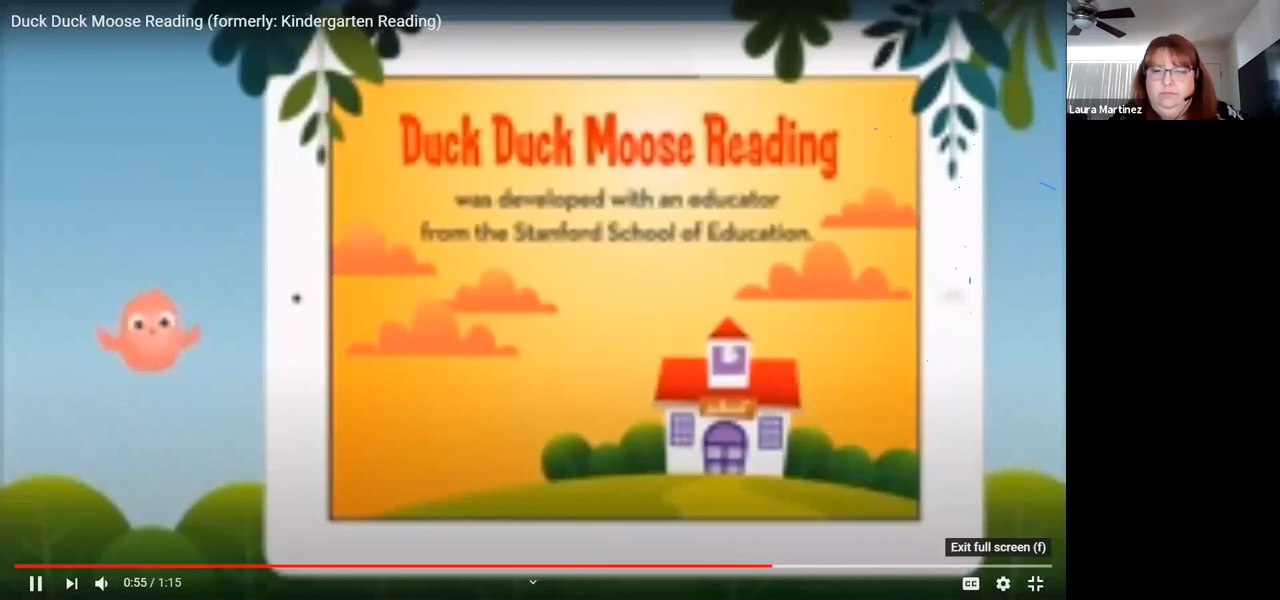 Duck Duck Moose Reading (formerly: Kindergarten Reading)
Duck Duck Moose Reading
was developed with an educator
from the Stanford School of Education.
Laura Martinez
Exit full screen (f)
0:55 / 1:15
CC